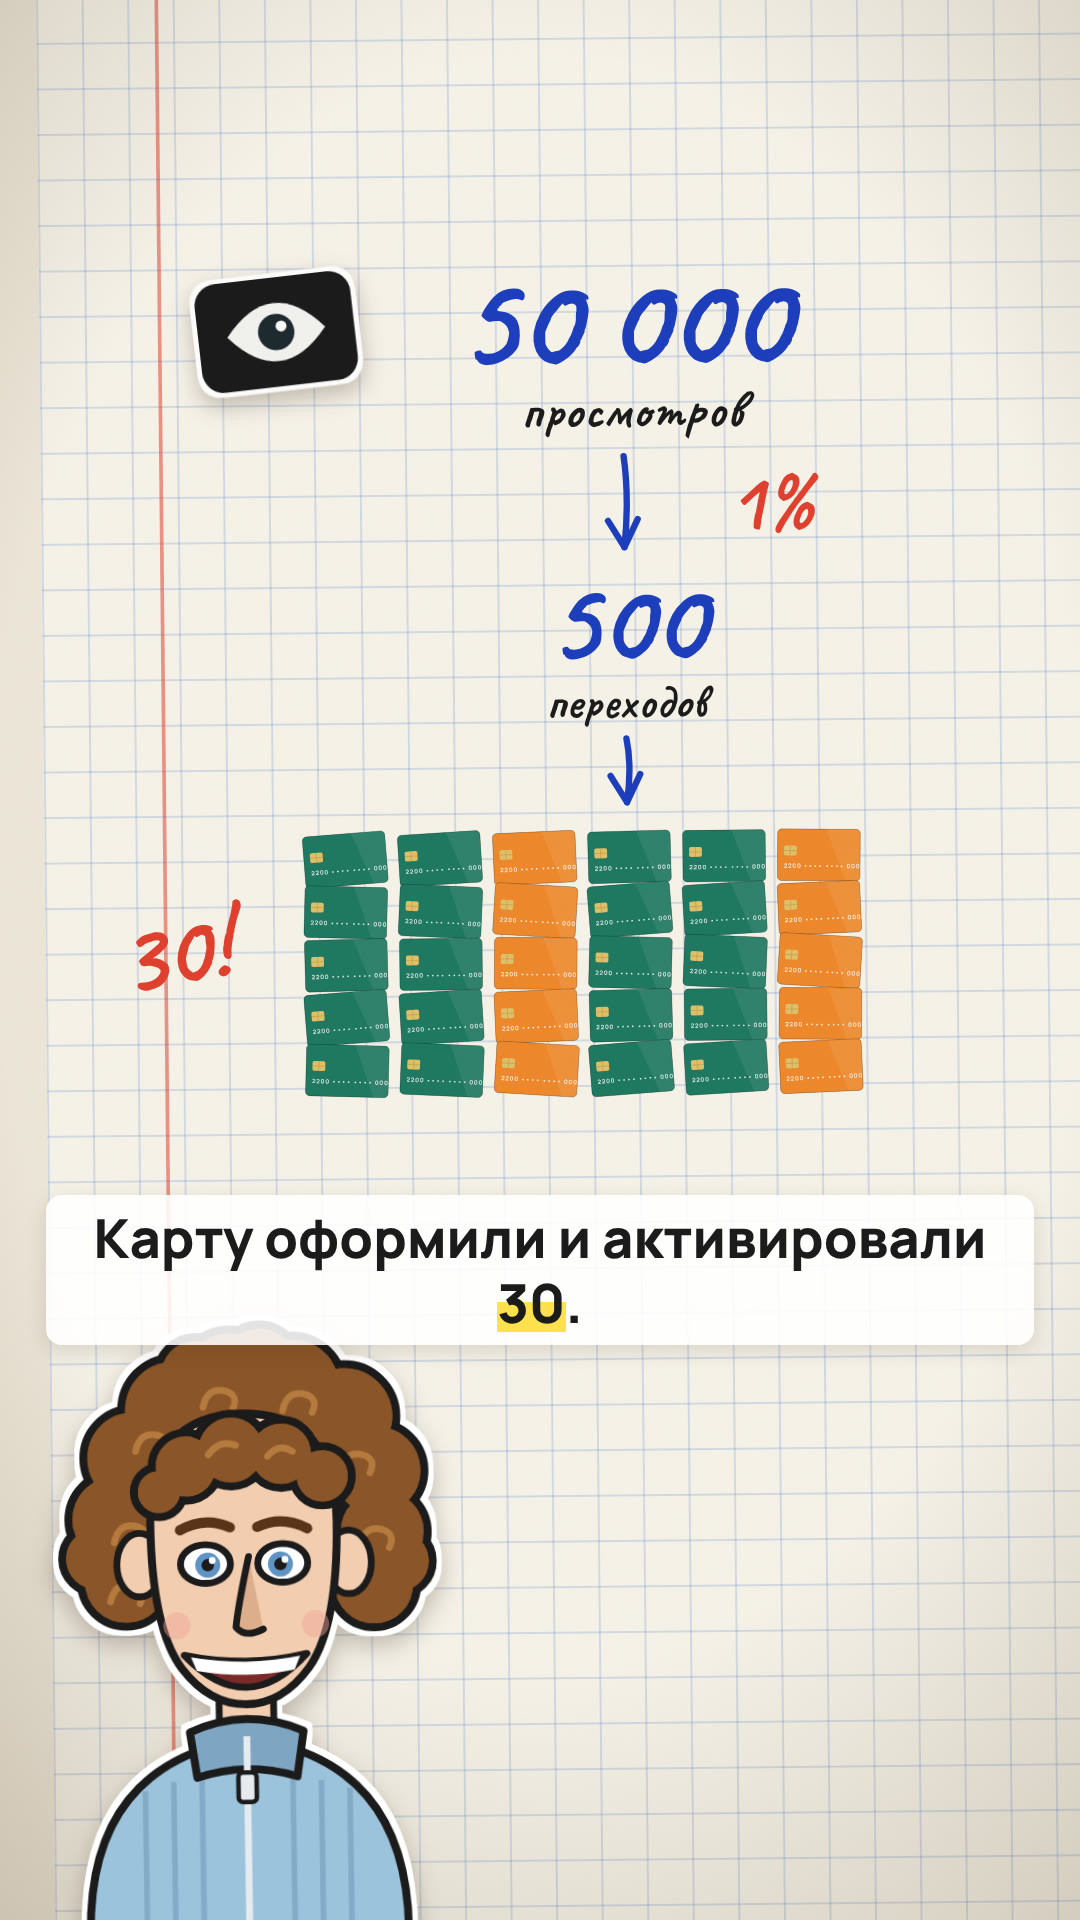 50 000
просмотров
1%
500
переходов
30!
Карту оформили и активировали
30.